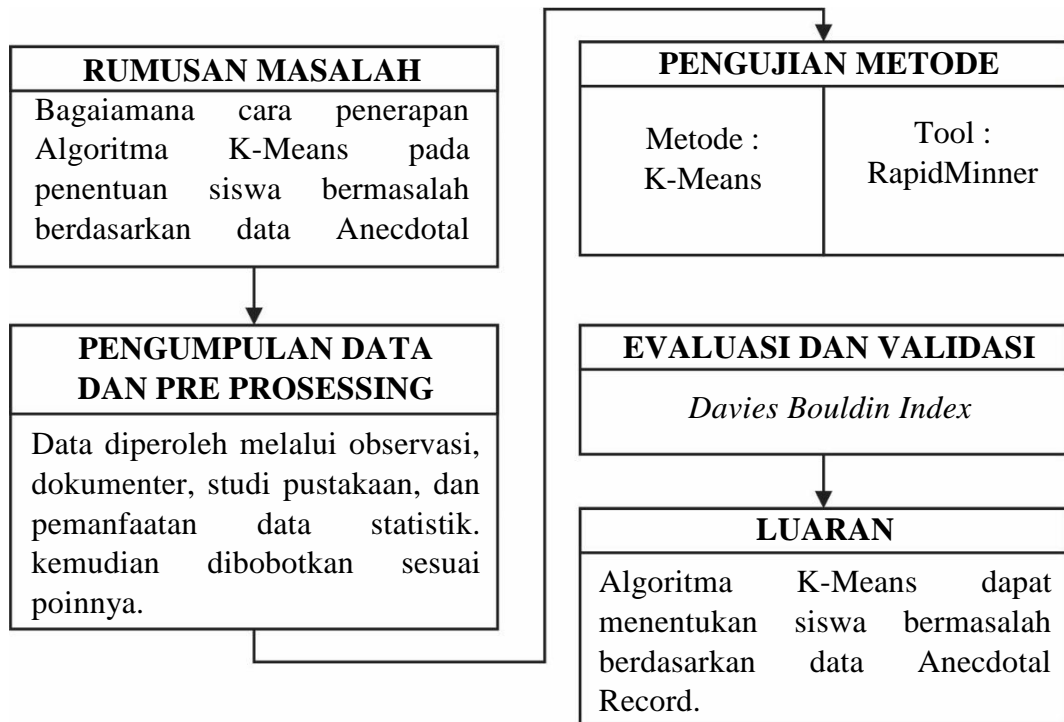 RUMUSAN MASALAH
Bagaiamana cara penerapan
Algoritma K-Means pada
penentuan siswa bermasalah
berdasarkan data Anecdotal
PENGUMPULAN DATA
DAN PRE PROSESSING
Data diperoleh melalui observasi,
dokumenter, studi pustakaan, dan
pemanfaatan data statistik.
kemudian dibobotkan sesuai
poinnya.
PENGUJIAN METODE
Metode :
K-Means
Tool :
RapidMinner
EVALUASI DAN VALIDASI
Davies Bouldin Index
LUARAN
Algoritma K-Means dapat
menentukan siswa bermasalah
berdasarkan data Anecdotal
Record.